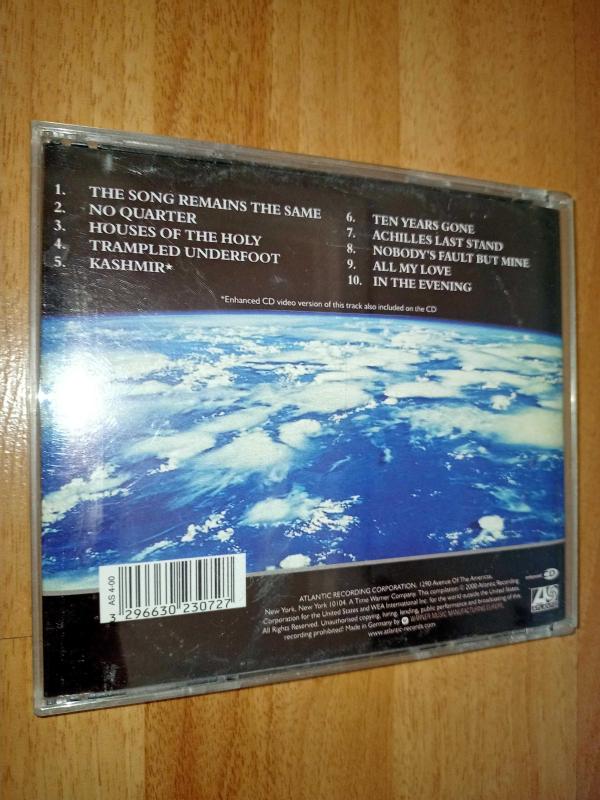 1. THE SONG REMAINS THE SAME
2. NO QUARTER
3. HOUSES OF THE HOLY
4. TRAMPLED UNDERFOOT
5. KASHMIR*
6. TEN YEARS GONE
7. ACHILLES LAST STAND
8. NOBODY'S FAULT BUT MINE
9. ALL MY LOVE
10. IN THE EVENING
*Enhanced CD video version of this track also included on the CD
AS 4-00
3 296630 230727
ATLANTIC RECORDING CORPORATION, 1290 Avenue Of The Americas,
New York, New York 10104. A Time Warner Company. This compilation ℗ 2000 Atlantic Recording
Corporation for the United States and WEA International Inc. for the world outside the United States.
All Rights Reserved. Unauthorised copying, hiring, lending, public performance and broadcasting of this
recording prohibited. Made in Germany by WARNER MUSIC MANUFACTURING EUROPE.
www.atlantic-records.com
enhanced CD
ATLANTIC